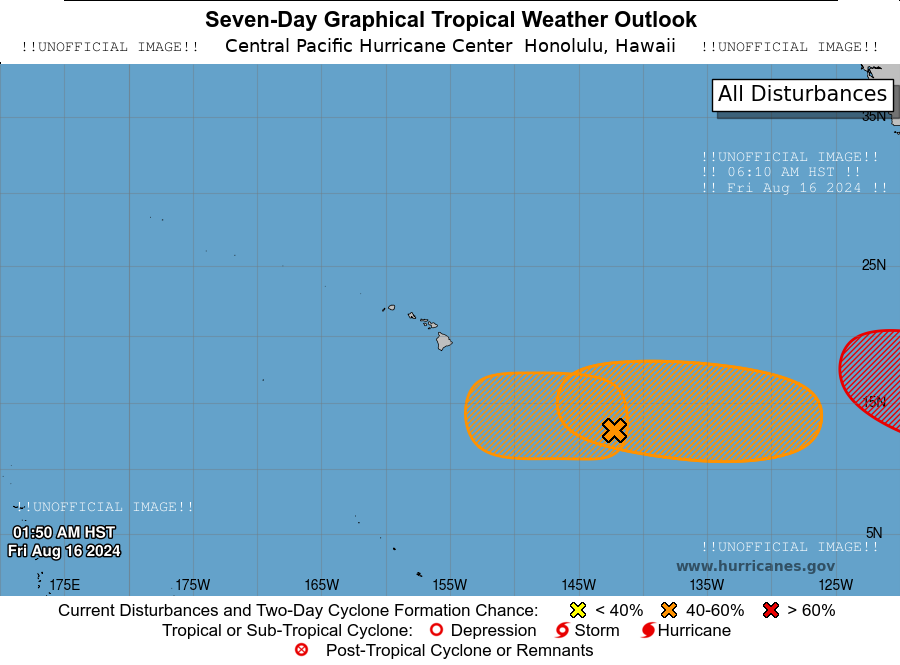 Seven-Day Graphical Tropical Weather Outlook
!!UNOFFICIAL IMAGE!! Central Pacific Hurricane Center Honolulu, Hawaii !!UNOFFICIAL IMAGE!!
All Disturbances
35N
!!UNOFFICIAL IMAGE!!
!! 06:10 AM HST !!
!! Fri Aug 16 2024 !!
25N
15N
!!UNOFFICIAL IMAGE!!
01:50 AM HST
Fri Aug 16 2024
5N
!!UNOFFICIAL IMAGE!!
www.hurricanes.gov
175E 175W 165W 155W 145W 135W 125W
Current Disturbances and Two-Day Cyclone Formation Chance: < 40% 40-60% > 60%
Tropical or Sub-Tropical Cyclone: Depression Storm Hurricane
Post-Tropical Cyclone or Remnants